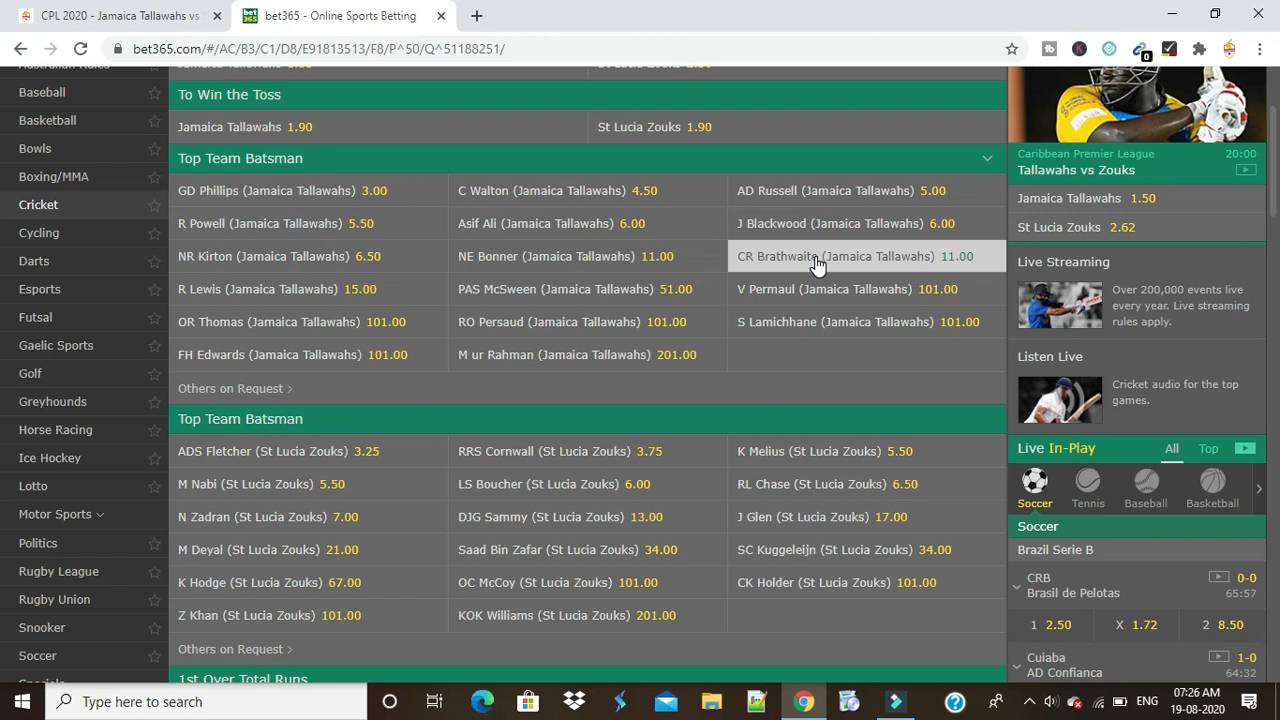 CPL 2020 - Jamaica Tallawahs vs
bet365 - Online Sports Betting
bet365.com/#/AC/B3/C1/D8/E91813513/F8/P^50/Q^51188251/
0
Baseball
Basketball
Bowls
Boxing/MMA
Cricket
Cycling
Darts
Esports
Futsal
Gaelic Sports
Golf
Greyhounds
Horse Racing
Ice Hockey
Lotto
Motor Sports
Politics
Rugby League
Rugby Union
Snooker
Soccer
To Win the Toss
Jamaica Tallawahs 1.90
St Lucia Zouks 1.90
Top Team Batsman
GD Phillips (Jamaica Tallawahs) 3.00
C Walton (Jamaica Tallawahs) 4.50
AD Russell (Jamaica Tallawahs) 5.00
R Powell (Jamaica Tallawahs) 5.50
Asif Ali (Jamaica Tallawahs) 6.00
J Blackwood (Jamaica Tallawahs) 6.00
NR Kirton (Jamaica Tallawahs) 6.50
NE Bonner (Jamaica Tallawahs) 11.00
CR Brathwaite (Jamaica Tallawahs) 11.00
R Lewis (Jamaica Tallawahs) 15.00
PAS McSween (Jamaica Tallawahs) 51.00
V Permaul (Jamaica Tallawahs) 101.00
OR Thomas (Jamaica Tallawahs) 101.00
RO Persaud (Jamaica Tallawahs) 101.00
S Lamichhane (Jamaica Tallawahs) 101.00
FH Edwards (Jamaica Tallawahs) 101.00
M ur Rahman (Jamaica Tallawahs) 201.00
Others on Request
Top Team Batsman
ADS Fletcher (St Lucia Zouks) 3.25
RRS Cornwall (St Lucia Zouks) 3.75
K Melius (St Lucia Zouks) 5.50
M Nabi (St Lucia Zouks) 5.50
LS Boucher (St Lucia Zouks) 6.00
RL Chase (St Lucia Zouks) 6.50
N Zadran (St Lucia Zouks) 7.00
DJG Sammy (St Lucia Zouks) 13.00
J Glen (St Lucia Zouks) 17.00
M Deyal (St Lucia Zouks) 21.00
Saad Bin Zafar (St Lucia Zouks) 34.00
SC Kuggeleijn (St Lucia Zouks) 34.00
K Hodge (St Lucia Zouks) 67.00
OC McCoy (St Lucia Zouks) 101.00
CK Holder (St Lucia Zouks) 101.00
Z Khan (St Lucia Zouks) 101.00
KOK Williams (St Lucia Zouks) 201.00
Others on Request
1st Over Total Runs
Caribbean Premier League 20:00
Tallawahs vs Zouks
Jamaica Tallawahs 1.50
St Lucia Zouks 2.62
Live Streaming
Over 200,000 events live
every year. Live streaming
rules apply.
Listen Live
Cricket audio for the top
games.
Live In-Play All Top
Soccer Tennis Baseball Basketball
Soccer
Brazil Serie B
CRB 0-0
Brasil de Pelotas 65:57
1 2.50 X 1.72 2 8.50
Cuiaba 1-0
AD Confianca 64:32
Type here to search
ENG
07:26 AM
19-08-2020